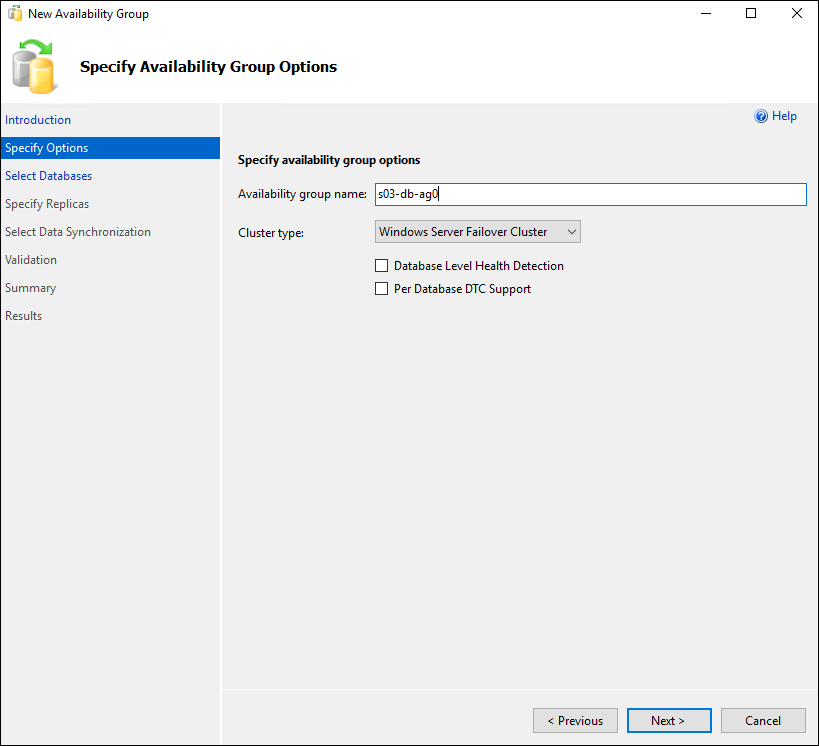 New Availability Group
Specify Availability Group Options
Introduction
Specify Options
Select Databases
Specify Replicas
Select Data Synchronization
Validation
Summary
Results
Help
Specify availability group options
Availability group name: s03-db-ag0
Cluster type: Windows Server Failover Cluster
Database Level Health Detection
Per Database DTC Support
< Previous Next > Cancel